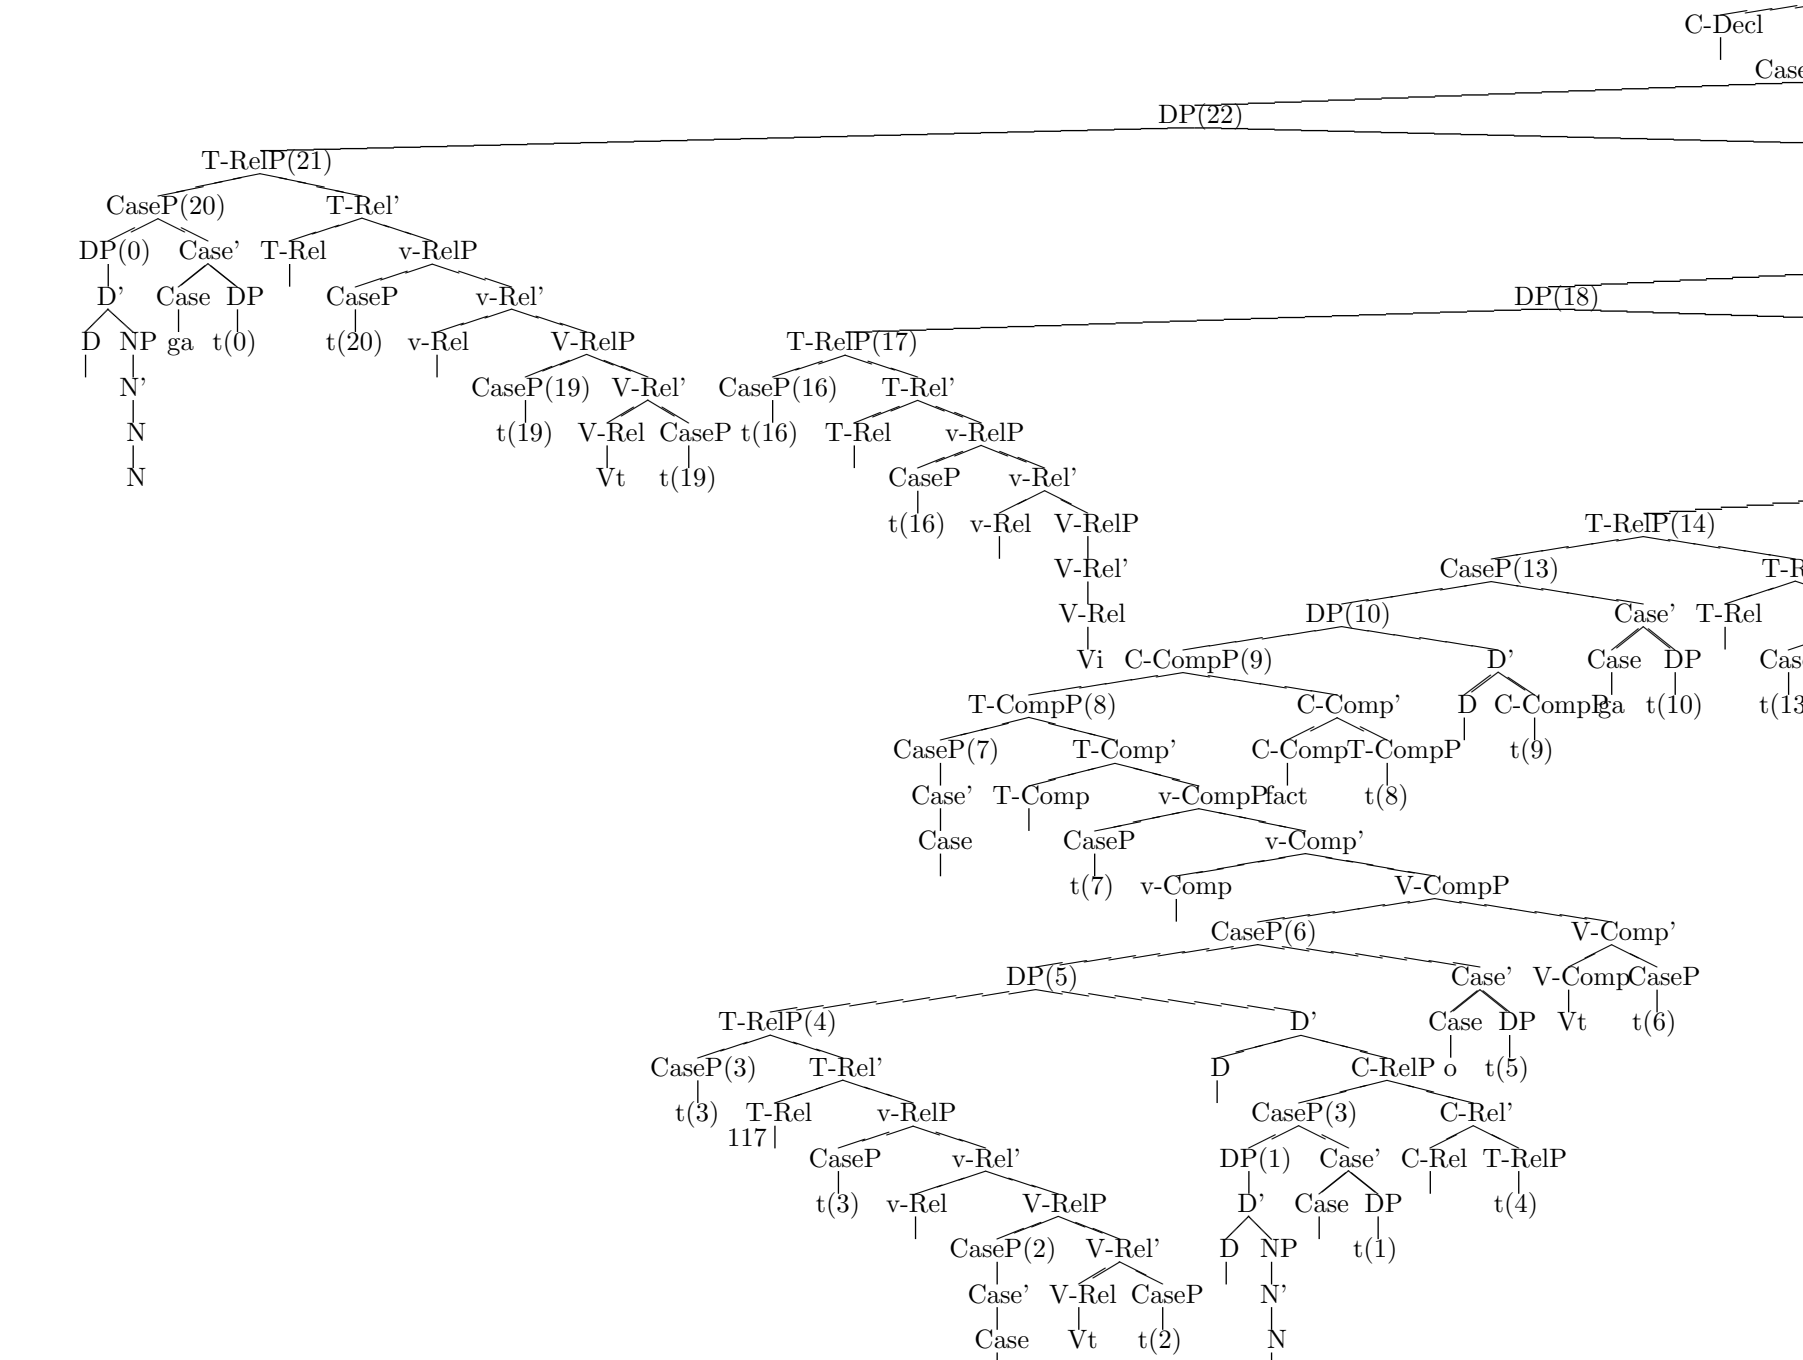 C-Decl
Case
DP(22)
T-RelP(21)
CaseP(20) T-Rel'
DP(0) Case' T-Rel v-RelP
D' Case DP CaseP v-Rel' DP(18)
D NP ga t(0) t(20) v-Rel V-RelP T-RelP(17)
N' CaseP(19) V-Rel' CaseP(16) T-Rel'
N t(19) V-Rel CaseP t(16) T-Rel v-RelP
N Vt t(19) CaseP v-Rel'
t(16) v-Rel V-RelP T-RelP(14)
V-Rel' CaseP(13) T-R
V-Rel DP(10) Case' T-Rel
Vi C-CompP(9) D' Case DP Cas
T-CompP(8) C-Comp' D C-CompP ga t(10) t(13
CaseP(7) T-Comp' C-Comp T-CompP t(9)
Case' T-Comp v-CompP fact t(8)
Case CaseP v-Comp'
t(7) v-Comp V-CompP
CaseP(6) V-Comp'
DP(5) Case' V-Comp CaseP
T-RelP(4) D' Case DP Vt t(6)
CaseP(3) T-Rel' D C-RelP o t(5)
t(3) T-Rel v-RelP CaseP(3) C-Rel'
117
CaseP v-Rel' DP(1) Case' C-Rel T-RelP
t(3) v-Rel V-RelP D' Case DP t(4)
CaseP(2) V-Rel' D NP t(1)
Case' V-Rel CaseP N'
Case Vt t(2) N